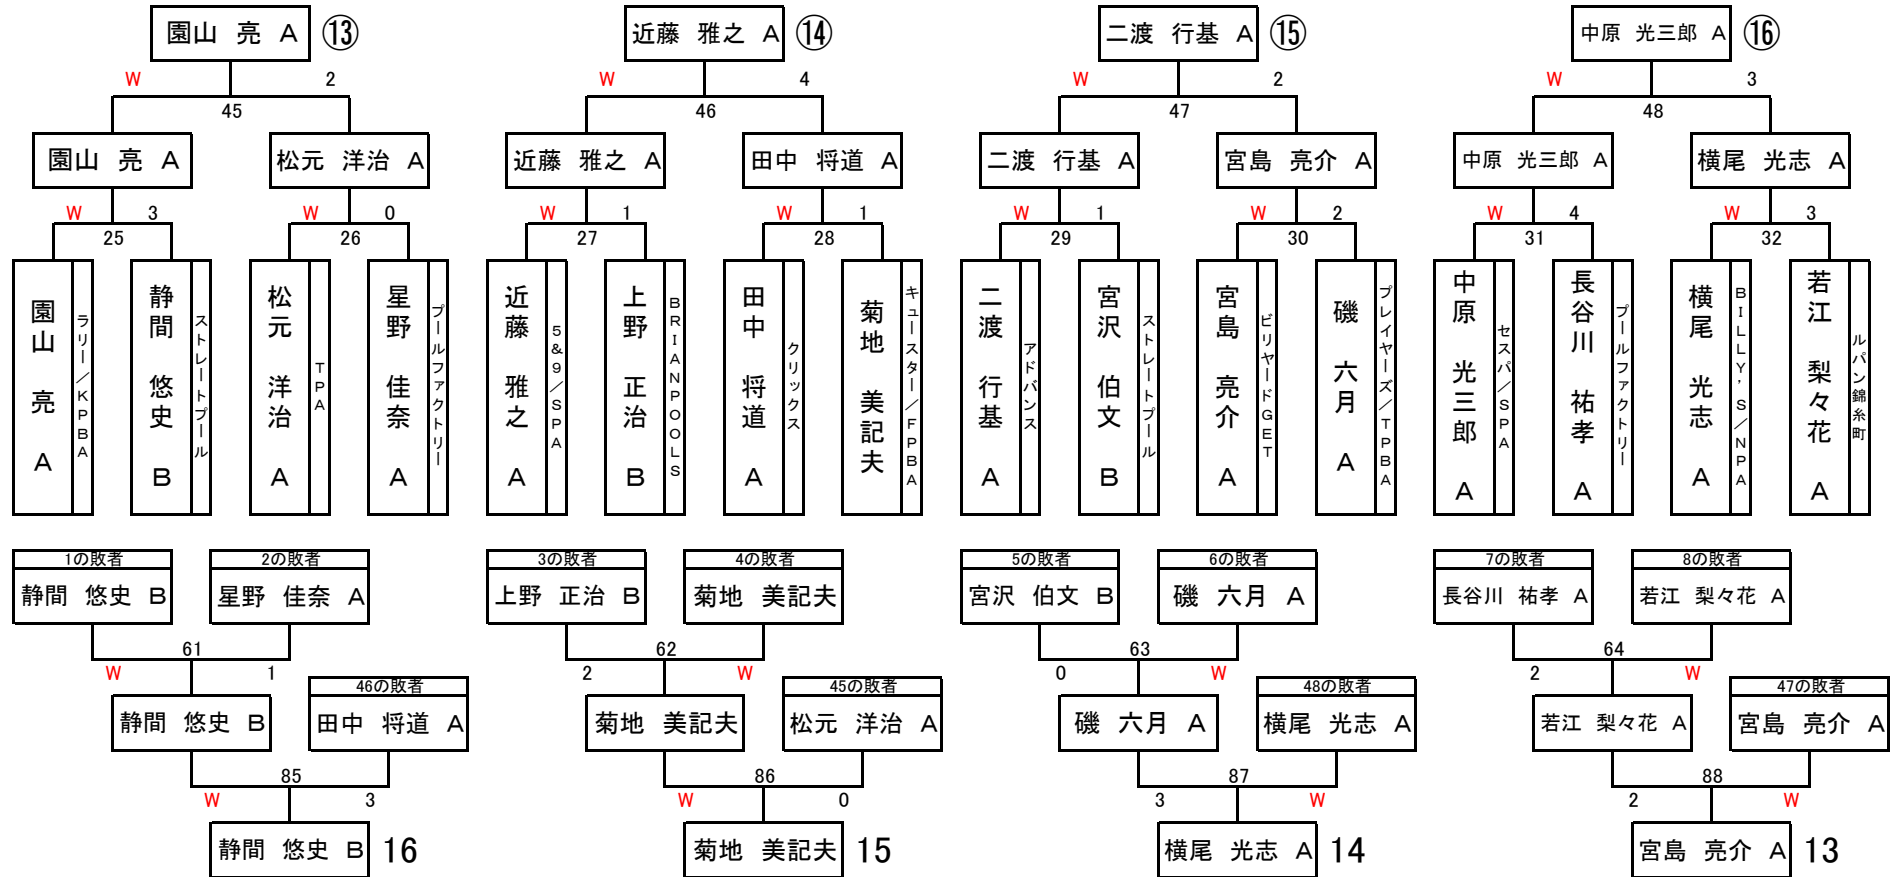 園山 亮 A ⑬ 近藤 雅之 A ⑭ 二渡 行基 A ⑮ 中原 光三郎 A ⑯
W 2 W 4 W 2 W 3
45 46 47 48
園山 亮 A 松元 洋治 A 近藤 雅之 A 田中 将道 A 二渡 行基 A 宮島 亮介 A 中原 光三郎 A 横尾 光志 A
W 3 W 0 W 1 W 1 W 1 W 2 W 4 W 3
25 26 27 28 29 30 31 32
園山 亮 A
ラリー/KPBA
静間 悠史 B
ストレートプール
松元 洋治 A
TPA
星野 佳奈 A
プールファクトリー
近藤 雅之 A
5&9/SPA
上野 正治 B
BRIANPOOLS
田中 将道 A
クリックス
菊地 美記夫
キュースター/FPBA
二渡 行基 A
アドバンス
宮沢 伯文 B
ストレートプール
宮島 亮介 A
ビリヤードGET
磯 六月 A
プレイヤーズ/TPBA
中原 光三郎 A
セスパ/SPA
長谷川 祐孝 A
プールファクトリー
横尾 光志 A
BILLY'S/NPA
若江 梨々花 A
ルパン錦糸町
1の敗者 2の敗者 3の敗者 4の敗者 5の敗者 6の敗者 7の敗者 8の敗者
静間 悠史 B 星野 佳奈 A 上野 正治 B 菊地 美記夫 宮沢 伯文 B 磯 六月 A 長谷川 祐孝 A 若江 梨々花 A
61 62 63 64
W 1 2 W 0 W 2 W
46の敗者 45の敗者 48の敗者 47の敗者
静間 悠史 B 田中 将道 A 菊地 美記夫 松元 洋治 A 磯 六月 A 横尾 光志 A 若江 梨々花 A 宮島 亮介 A
85 86 87 88
W 3 W 0 3 W 2 W
静間 悠史 B 16 菊地 美記夫 15 横尾 光志 A 14 宮島 亮介 A 13